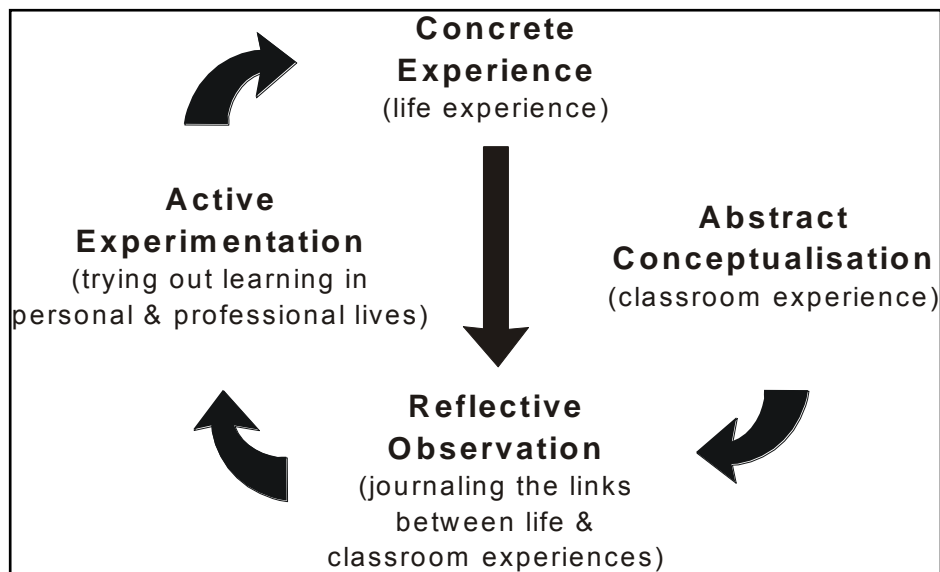 Concrete
Experience
(life experience)
Active
Experimentation
(trying out learning in
personal & professional lives)
Abstract
Conceptualisation
(classroom experience)
Reflective
Observation
(journaling the links
between life &
classroom experiences)